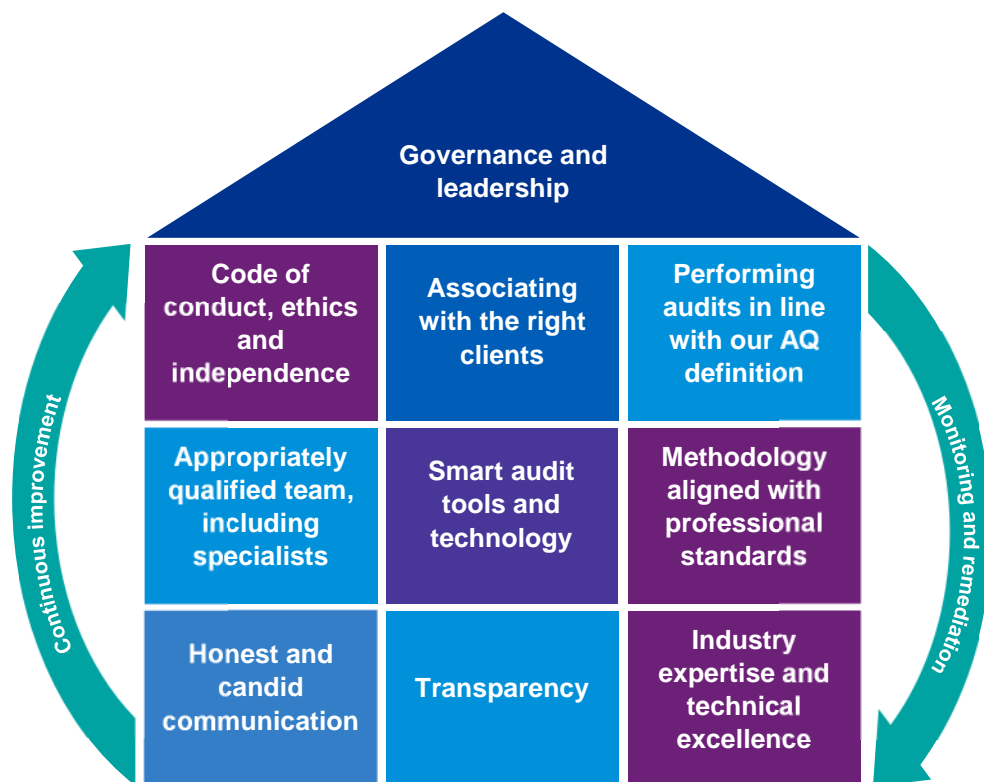 Governance and
leadership
Code of
conduct, ethics
and
independence
Associating
with the right
clients
Performing
audits in line
with our AQ
definition
Appropriately
qualified team,
including
specialists
Smart audit
tools and
technology
Methodology
aligned with
professional
standards
Honest and
candid
communication
Transparency
Industry
expertise and
technical
excellence
Continuous improvement
Monitoring and remediation